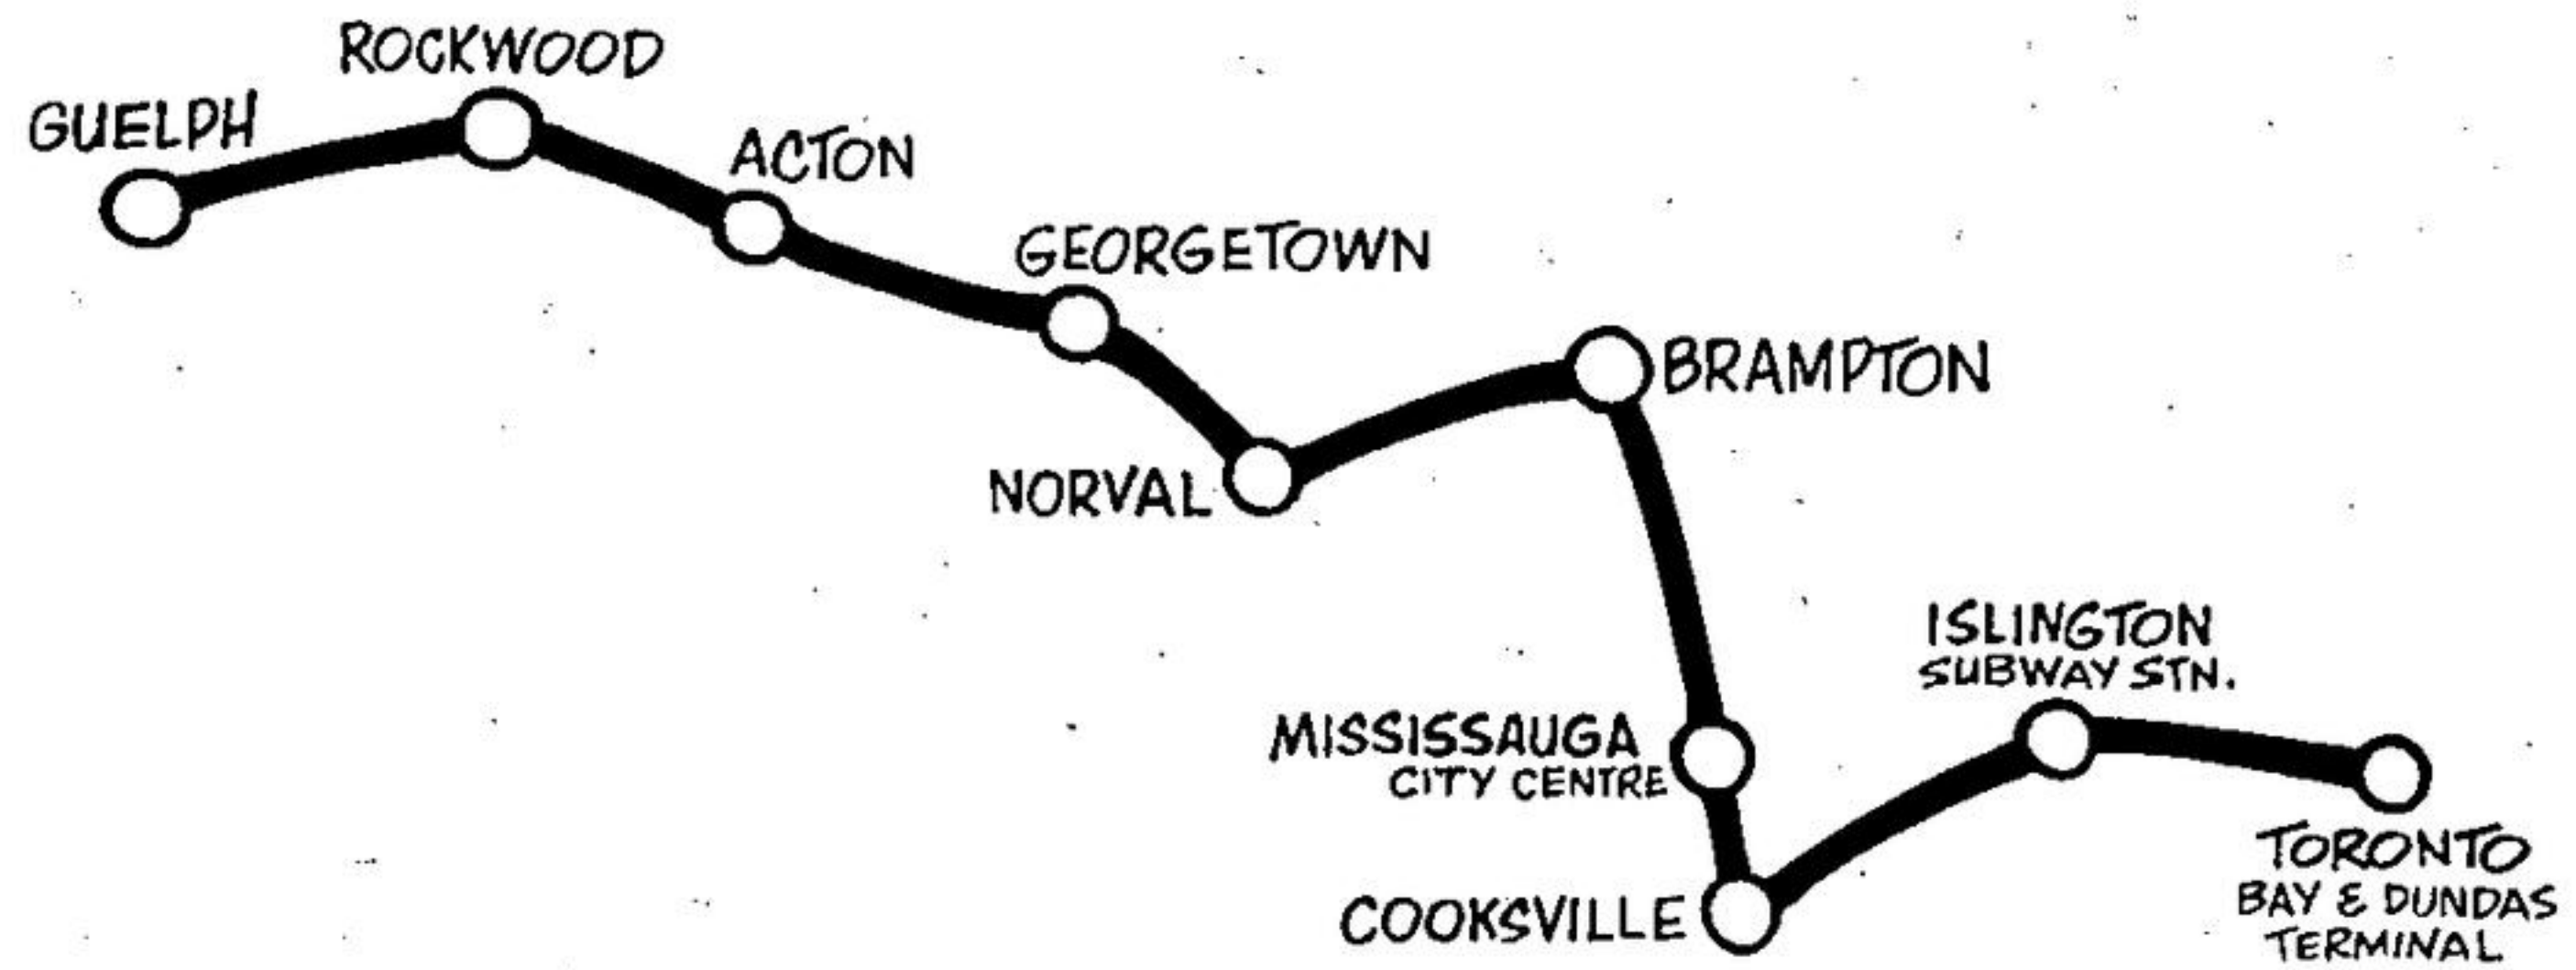 ROCKWOOD
GUELPH
ACTON
GEORGETOWN
BRAMPTON
NORVAL
ISLINGTON
SUBWAY STN.
MISSISSAUGA
CITY CENTRE
TORONTO
BAY & DUNDAS
TERMINAL
COOKSVILLE